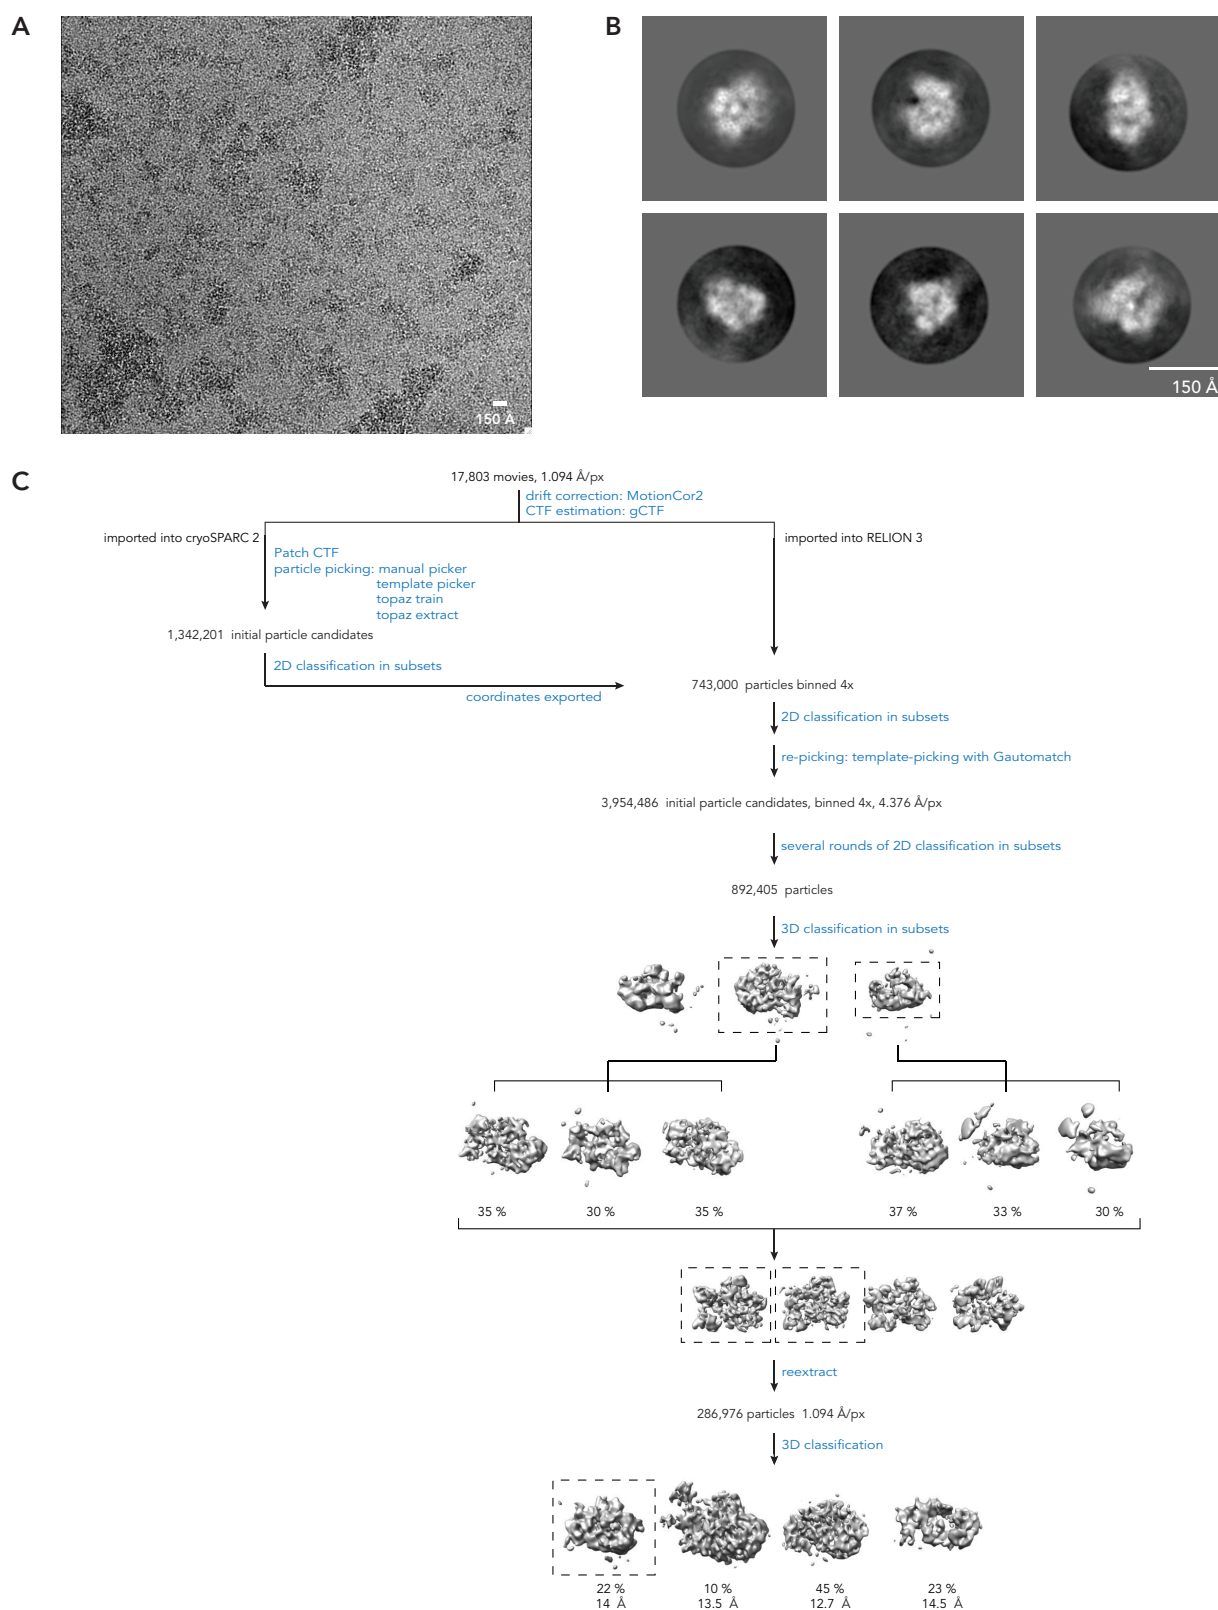 A
B
150 Å
150 Å
C
17,803 movies, 1.094 Å/px
drift correction: MotionCor2
CTF estimation: gCTF
imported into cryoSPARC 2
imported into RELION 3
Patch CTF
particle picking: manual picker
template picker
topaz train
topaz extract
1,342,201 initial particle candidates
2D classification in subsets
coordinates exported
743,000 particles binned 4x
2D classification in subsets
re-picking: template-picking with Gautomatch
3,954,486 initial particle candidates, binned 4x, 4.376 Å/px
several rounds of 2D classification in subsets
892,405 particles
3D classification in subsets
35 % 30 % 35 % 37 % 33 % 30 %
reextract
286,976 particles 1.094 Å/px
3D classification
22 % 10 % 45 % 23 %
14 Å 13.5 Å 12.7 Å 14.5 Å